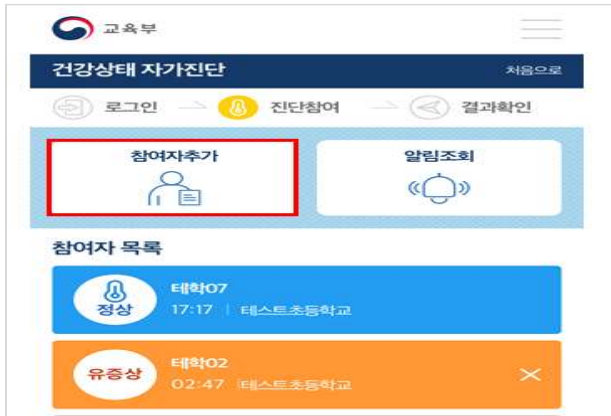 교육부
건강상태 자가진단 처음으로
로그인 진단참여 결과확인
참여자추가 알림조회
참여자 목록
정상 테학07
17:17 | 테스트초등학교
유증상 테학02
02:47 | 테스트초등학교